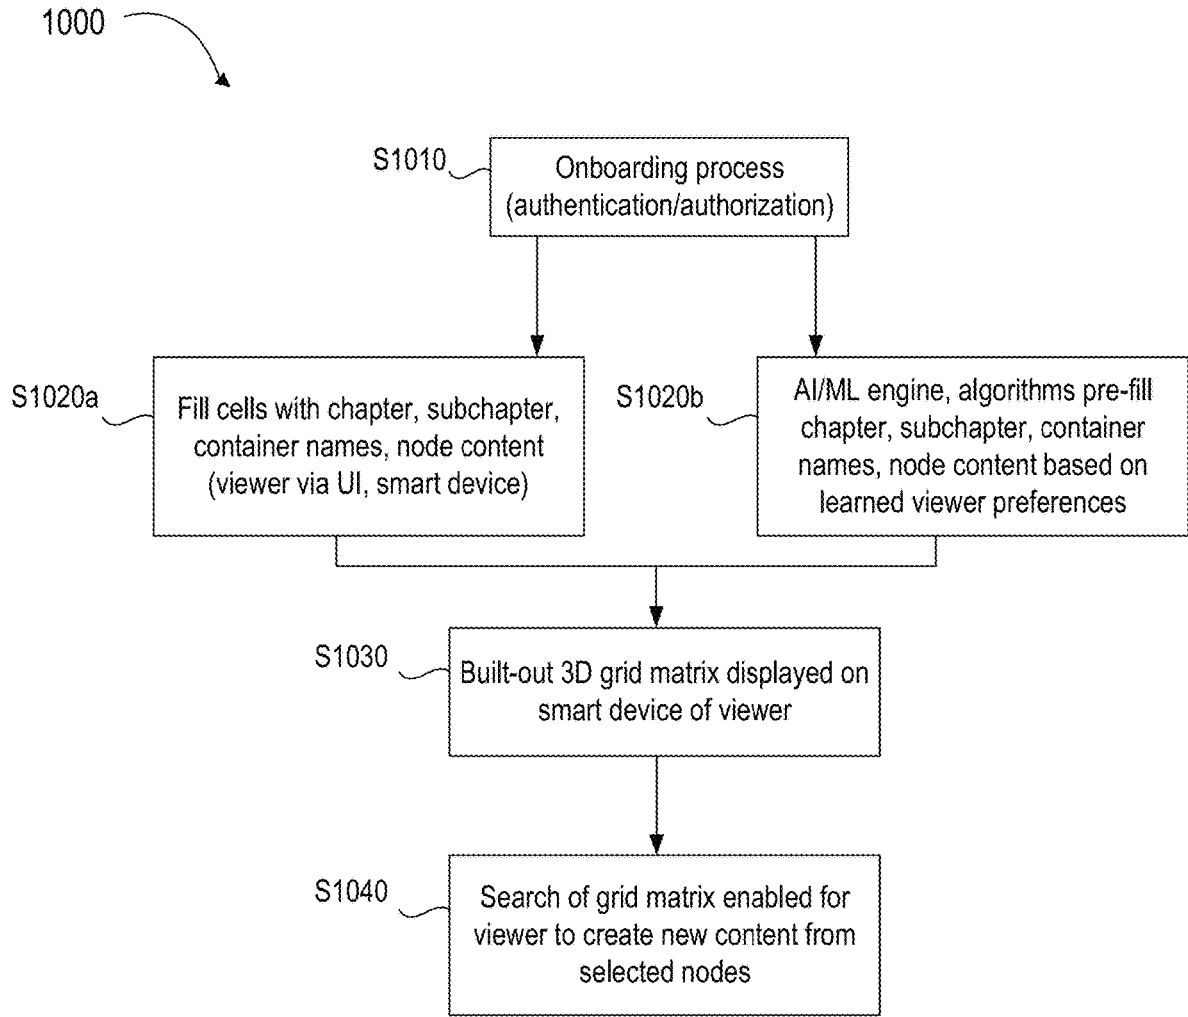 1000
S1010
Onboarding process
(authentication/authorization)
S1020a
Fill cells with chapter, subchapter,
container names, node content
(viewer via UI, smart device)
S1020b
AI/ML engine, algorithms pre-fill
chapter, subchapter, container
names, node content based on
learned viewer preferences
S1030
Built-out 3D grid matrix displayed on
smart device of viewer
S1040
Search of grid matrix enabled for
viewer to create new content from
selected nodes